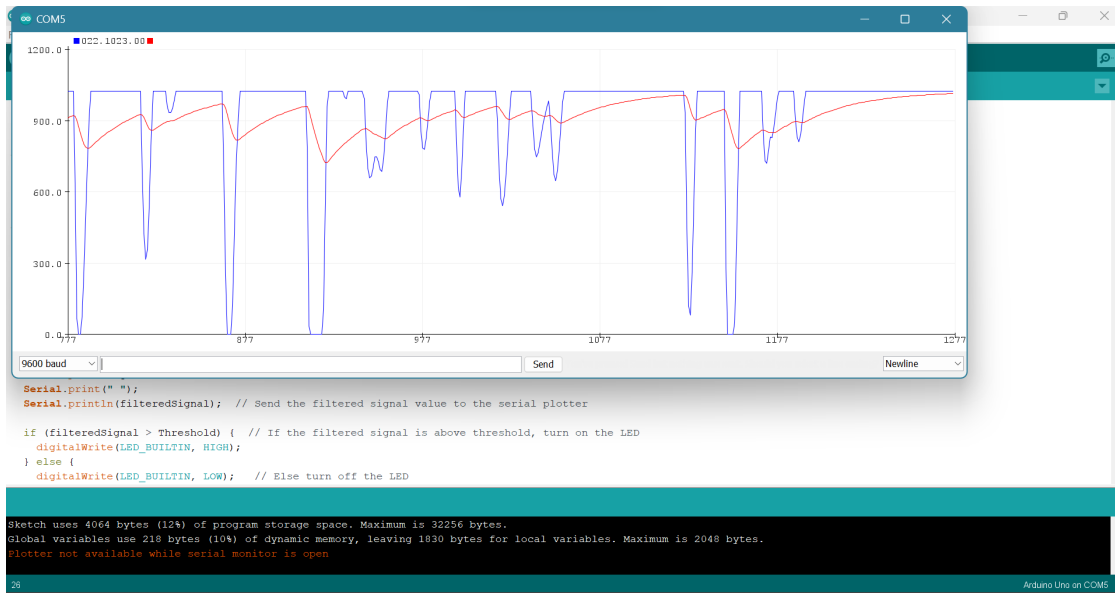 COM5
022.1023.00
1200.0
900.0
600.0
300.0
0.0
777 877 977 1077 1177 1277
9600 baud Send Newline
Serial.print(" ");
Serial.println(filteredSignal);  // Send the filtered signal value to the serial plotter
if (filteredSignal > Threshold) {  // If the filtered signal is above threshold, turn on the LED
digitalWrite(LED_BUILTIN, HIGH);
} else {
digitalWrite(LED_BUILTIN, LOW);   // Else turn off the LED
Sketch uses 4064 bytes (12%) of program storage space. Maximum is 32256 bytes.
Global variables use 218 bytes (10%) of dynamic memory, leaving 1830 bytes for local variables. Maximum is 2048 bytes.
Plotter not available while serial monitor is open
26 Arduino Uno on COM5